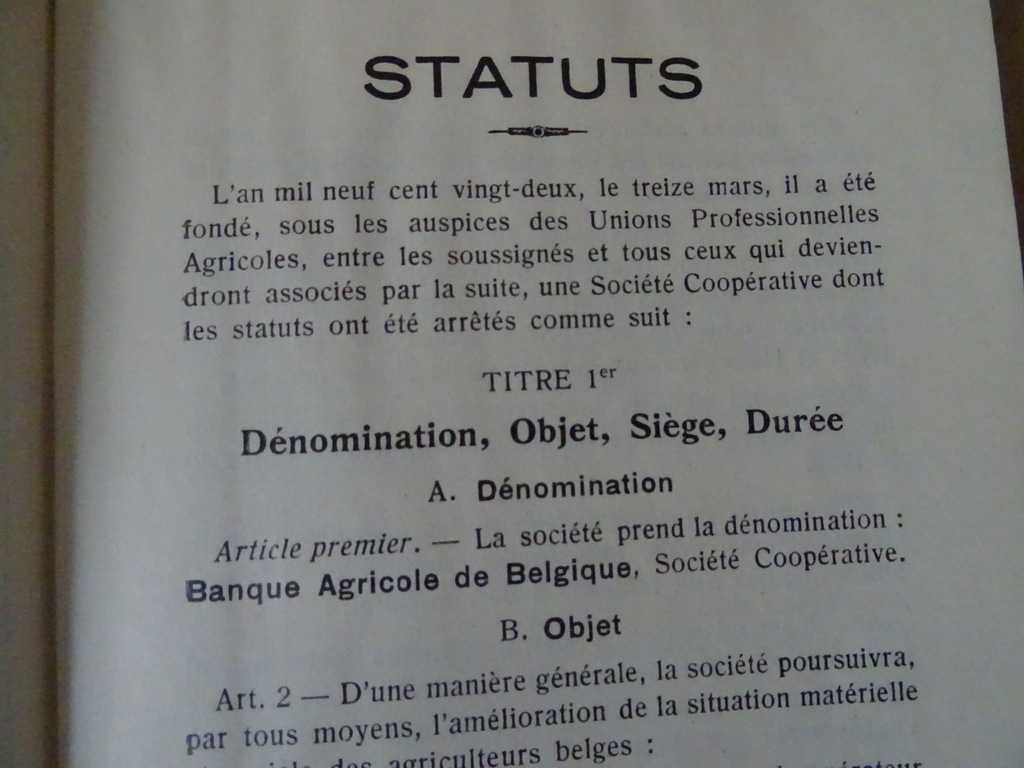 STATUTS
L'an mil neuf cent vingt-deux, le treize mars, il a été
fondé, sous les auspices des Unions Professionnelles
Agricoles, entre les soussignés et tous ceux qui devien-
dront associés par la suite, une Société Coopérative dont
les statuts ont été arrêtés comme suit :
TITRE 1er
Dénomination, Objet, Siège, Durée
A. Dénomination
Article premier. — La société prend la dénomination :
Banque Agricole de Belgique, Société Coopérative.
B. Objet
Art. 2 — D'une manière générale, la société poursuivra,
par tous moyens, l'amélioration de la situation matérielle
des agriculteurs belges :